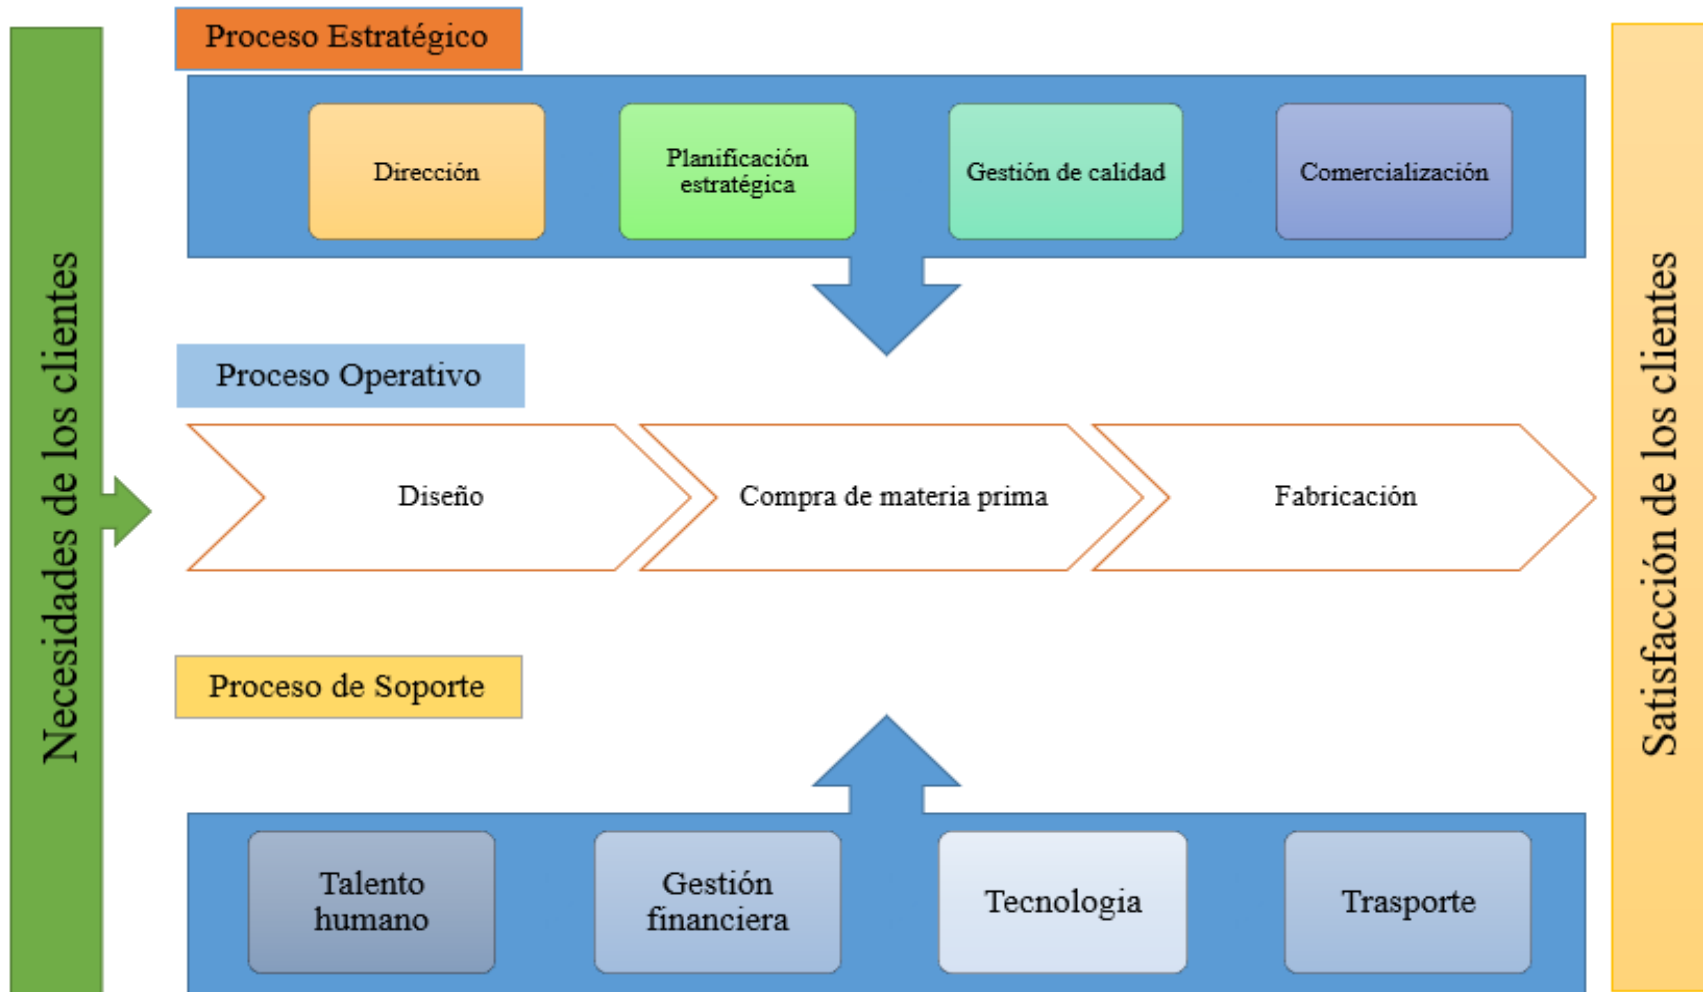 Proceso Estratégico
Dirección
Planificación
estratégica
Gestión de calidad
Comercialización
Necesidades de los clientes
Proceso Operativo
Diseño
Compra de materia prima
Fabricación
Satisfacción de los clientes
Proceso de Soporte
Talento
humano
Gestión
financiera
Tecnologia
Trasporte